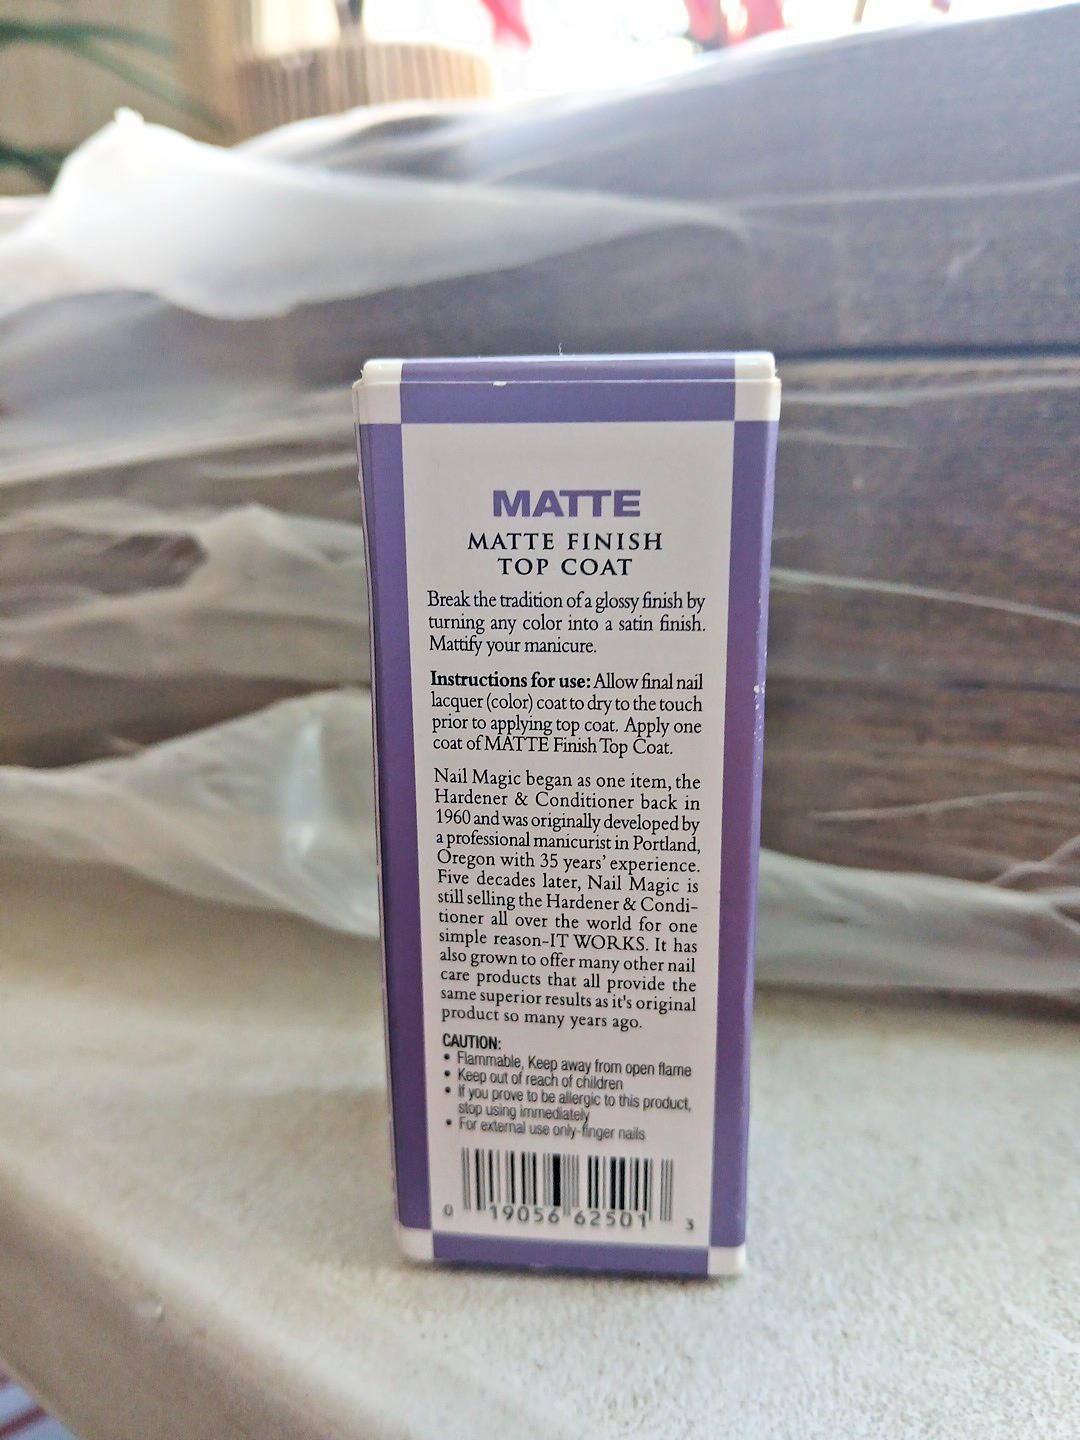 MATTE
MATTE FINISH
TOP COAT
Break the tradition of a glossy finish by
turning any color into a satin finish.
Mattify your manicure.
Instructions for use: Allow final nail
lacquer (color) coat to dry to the touch
prior to applying top coat. Apply one
coat of MATTE Finish Top Coat.
Nail Magic began as one item, the
Hardener & Conditioner back in
1960 and was originally developed by
a professional manicurist in Portland,
Oregon with 35 years' experience.
Five decades later, Nail Magic is
still selling the Hardener & Condi-
tioner all over the world for one
simple reason-IT WORKS. It has
also grown to offer many other nail
care products that all provide the
same superior results as it's original
product so many years ago.
CAUTION:
• Flammable, Keep away from open flame
• Keep out of reach of children
• If you prove to be allergic to this product,
stop using immediately
• For external use only-finger nails
0 19056 62501 3